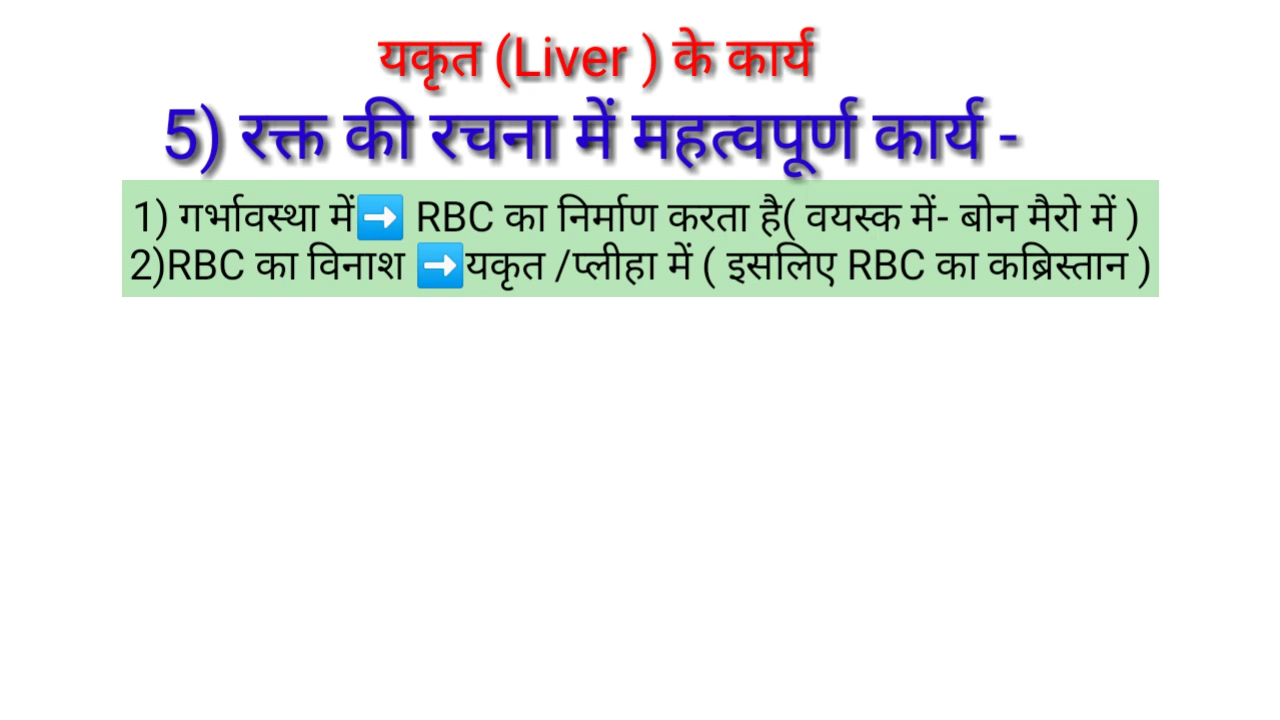 यकृत (Liver ) के कार्य
5) रक्त की रचना में महत्वपूर्ण कार्य -
1) गर्भावस्था में➡️ RBC का निर्माण करता है( वयस्क में- बोन मैरो में )
2)RBC का विनाश ➡️यकृत /प्लीहा में ( इसलिए RBC का कब्रिस्तान )